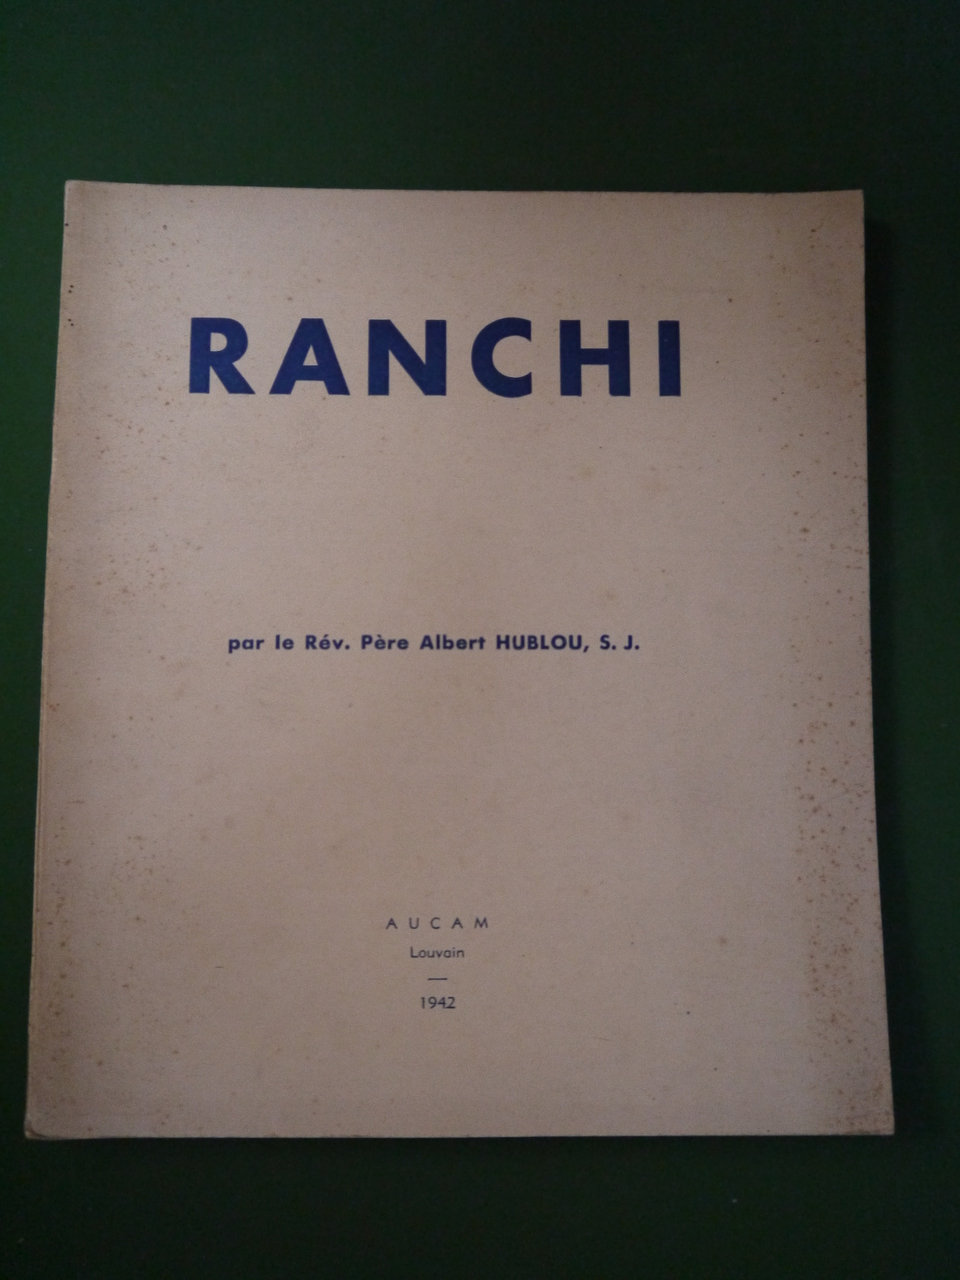 RANCHI
par le Rév. Père Albert HUBLOU, S. J.
AUCAM
Louvain
1942